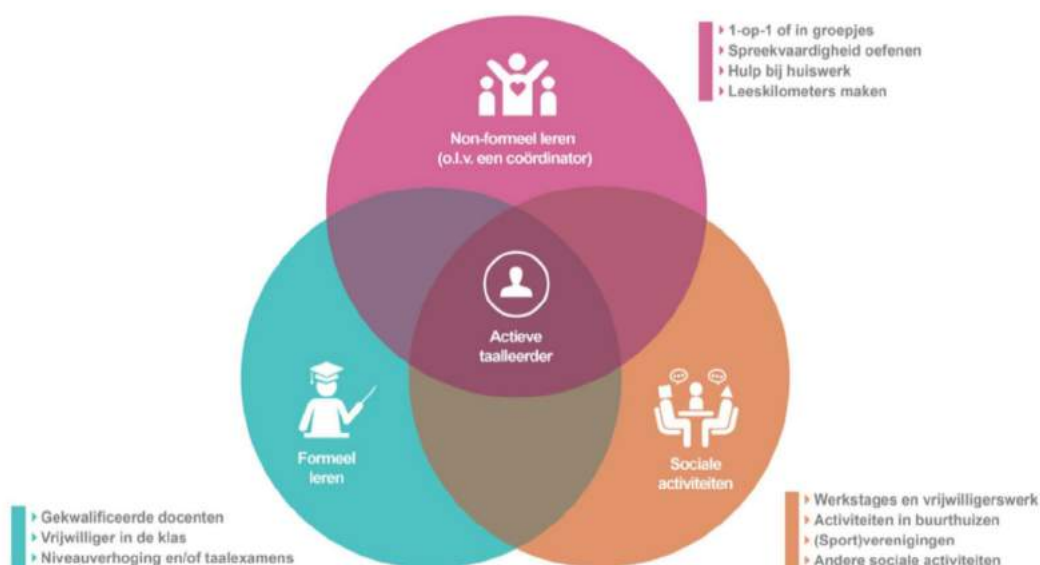 1-op-1 of in groepjes
Spreekvaardigheid oefenen
Hulp bij huiswerk
Leeskilometers maken
Non-formeel leren
(o.l.v. een coördinator)
Actieve
taalleerder
Formeel
leren
Sociale
activiteiten
Gekwalificeerde docenten
Vrijwilliger in de klas
Niveauverhoging en/of taalexamens
Werkstages en vrijwilligerswerk
Activiteiten in buurthuizen
(Sport)verenigingen
Andere sociale activiteiten